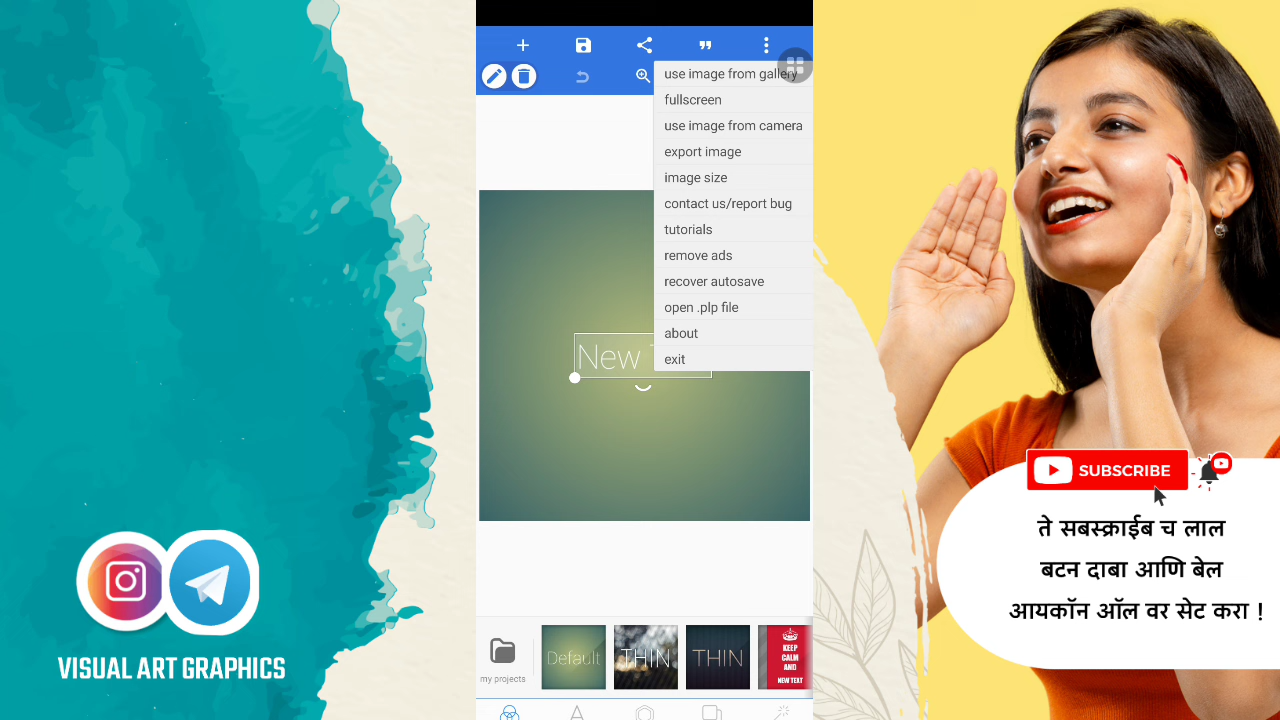 use image from gallery
fullscreen
use image from camera
export image
image size
contact us/report bug
tutorials
remove ads
recover autosave
open .plp file
about
exit
New
my projects
Default
THIN
THIN
KEEP
CALM
AND
NEW TEXT
VISUAL ART GRAPHICS
SUBSCRIBE
ते सबस्क्राईब च लाल
बटन दाबा आणि बेल
आयकॉन ऑल वर सेट करा !